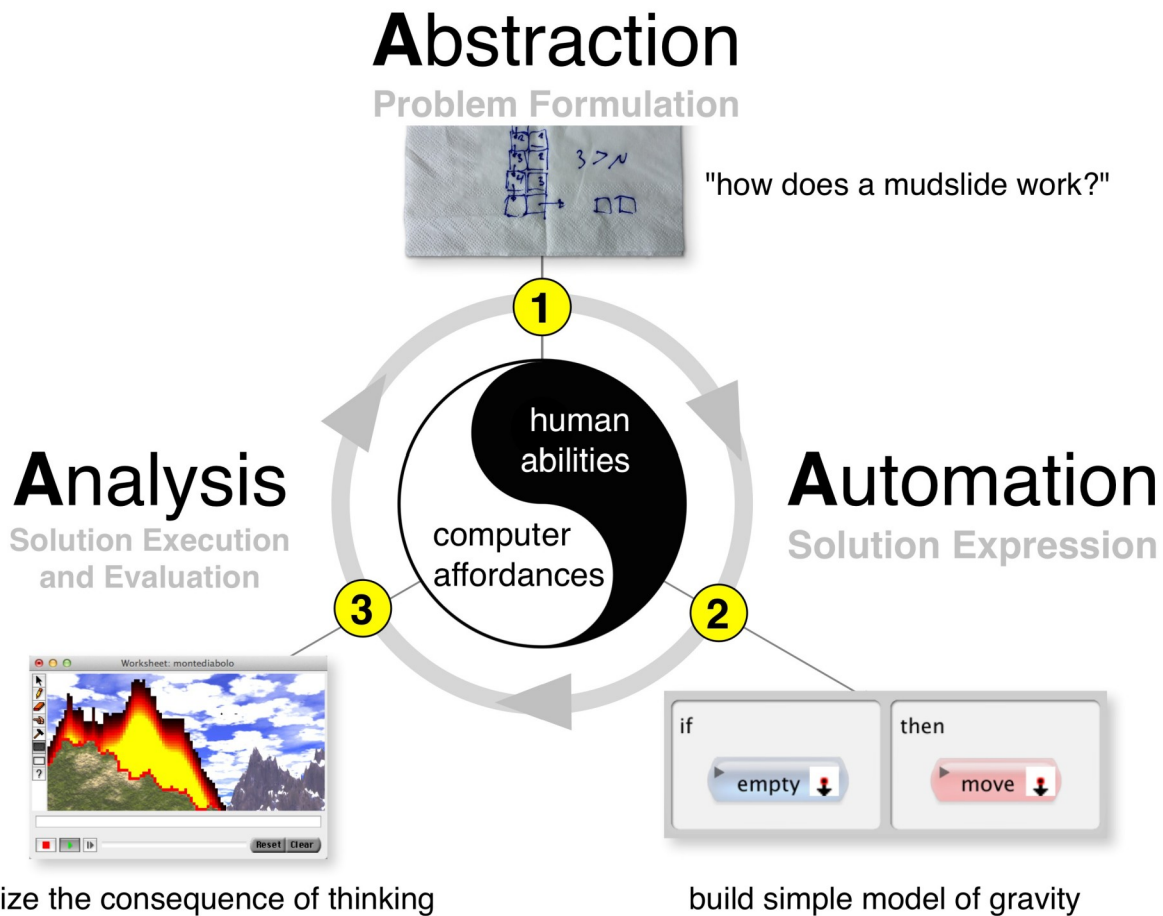 Abstraction
Problem Formulation
3 > N
"how does a mudslide work?"
1
human
abilities
Analysis
Solution Execution
and Evaluation
Automation
Solution Expression
computer
affordances
3
2
Worksheet: montediabolo
?
Reset Clear
if
then
empty
move
ize the consequence of thinking
build simple model of gravity